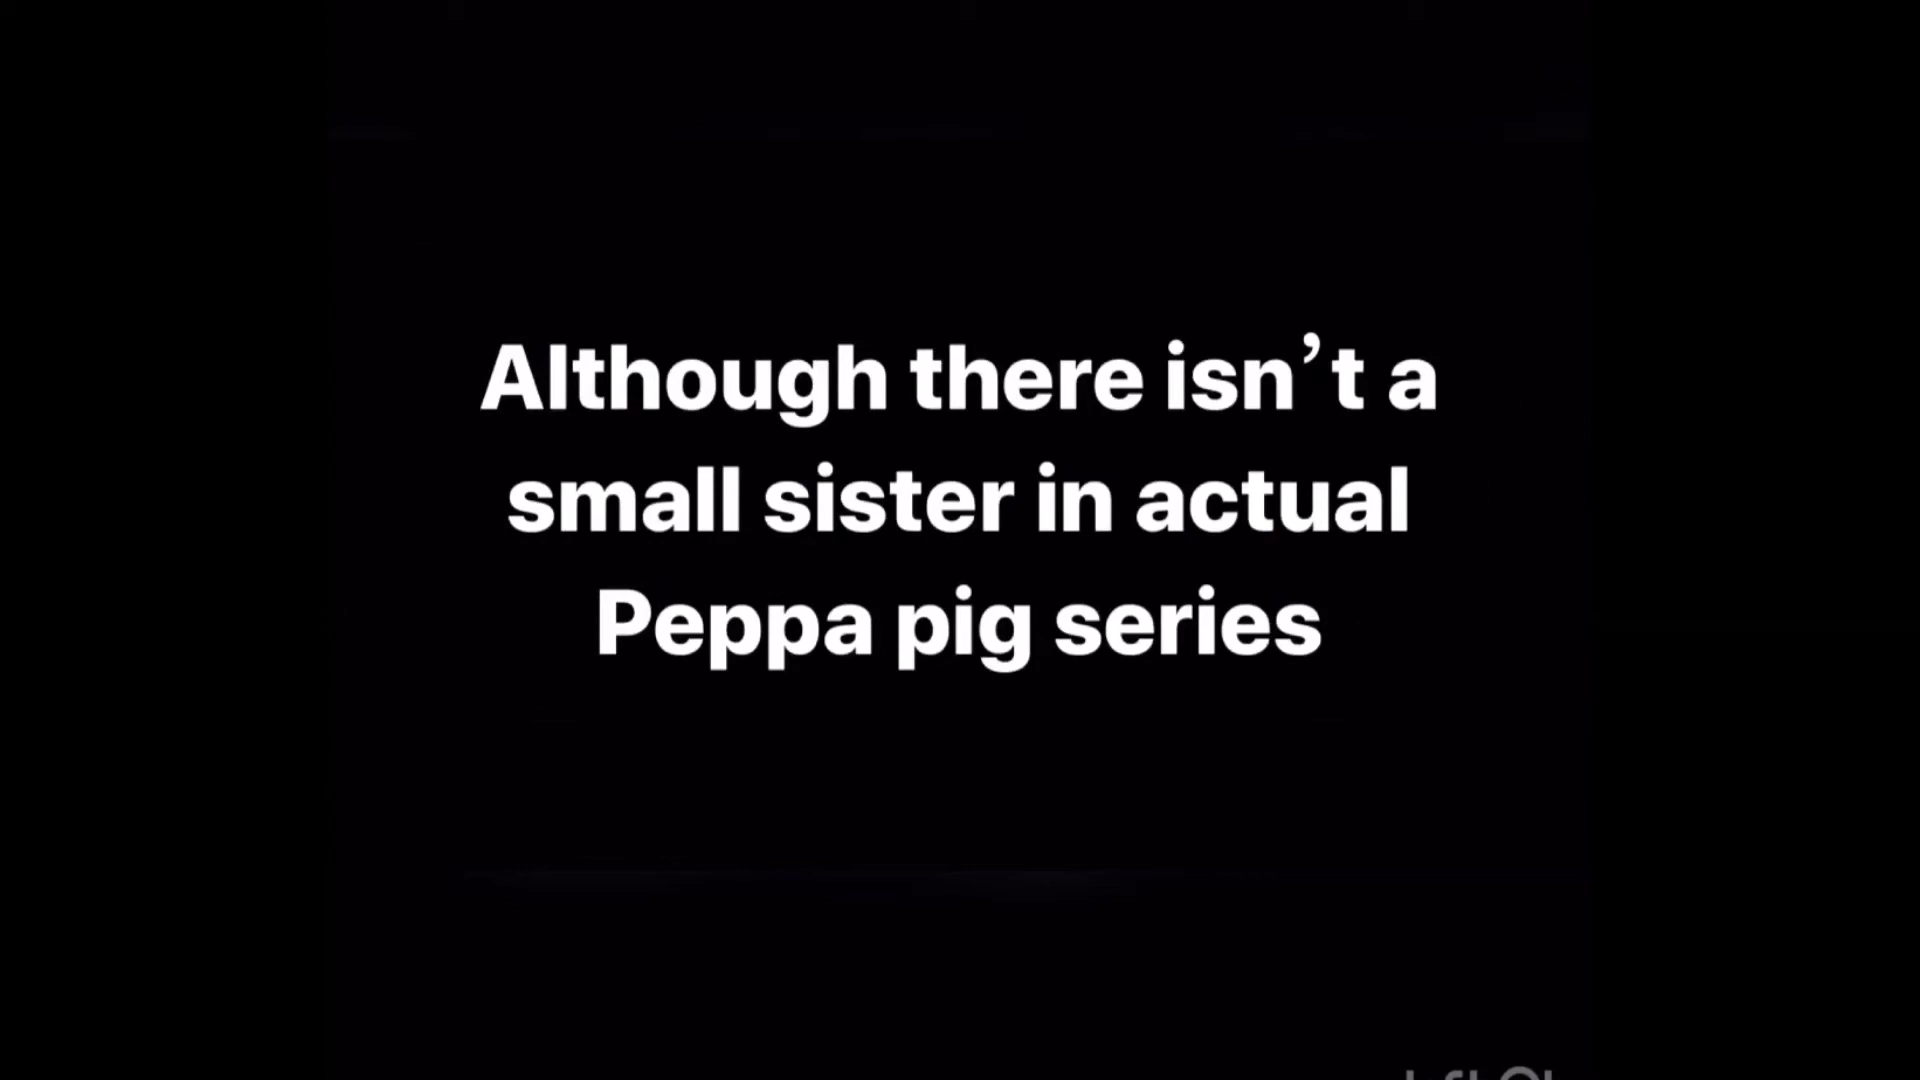 Although there isn’t a
small sister in actual
Peppa pig series